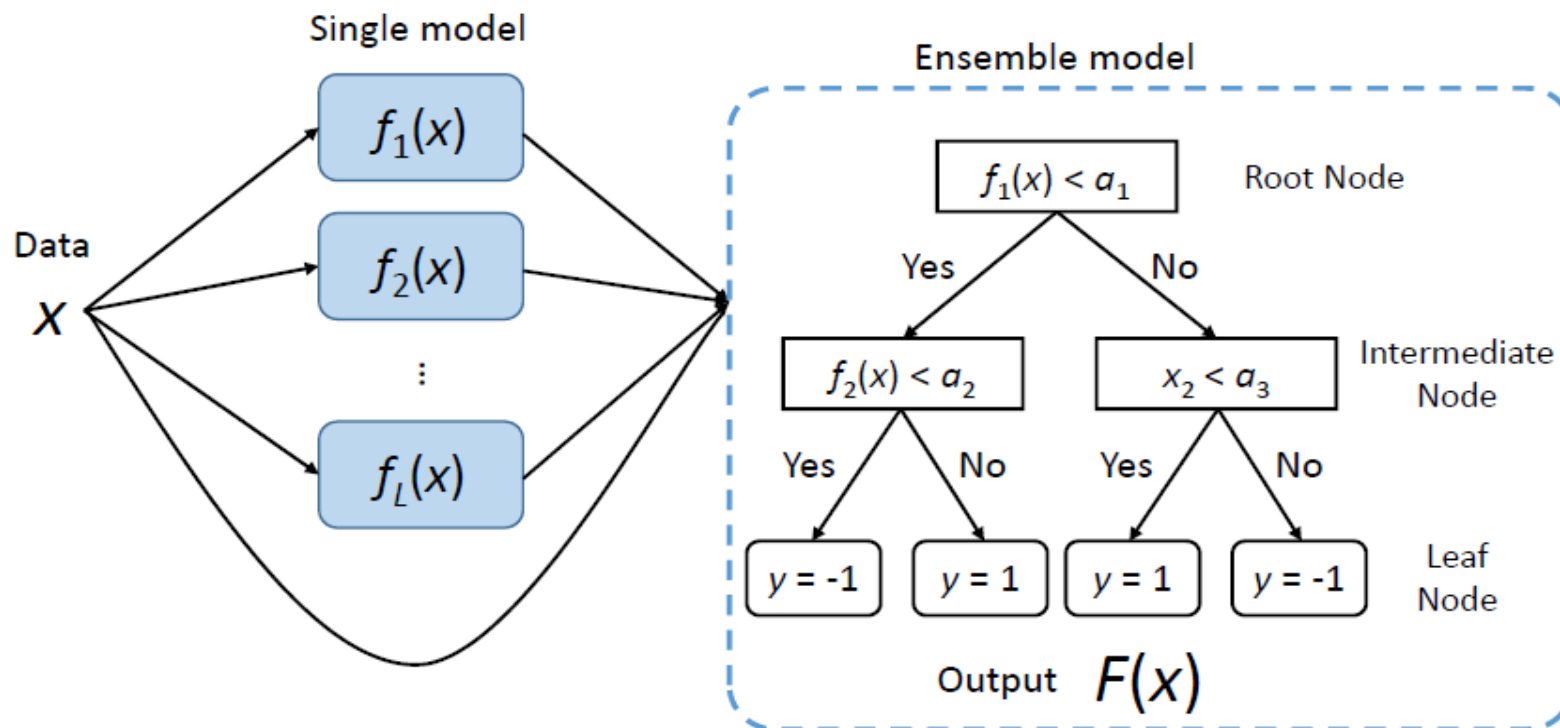 Single model
Ensemble model
Data
x
f₁(x)
f₂(x)
⋮
f_L(x)
f₁(x) < a₁
Root Node
Yes
No
f₂(x) < a₂
x₂ < a₃
Intermediate
Node
Yes
No
Yes
No
y = -1
y = 1
y = 1
y = -1
Leaf
Node
Output F(x)